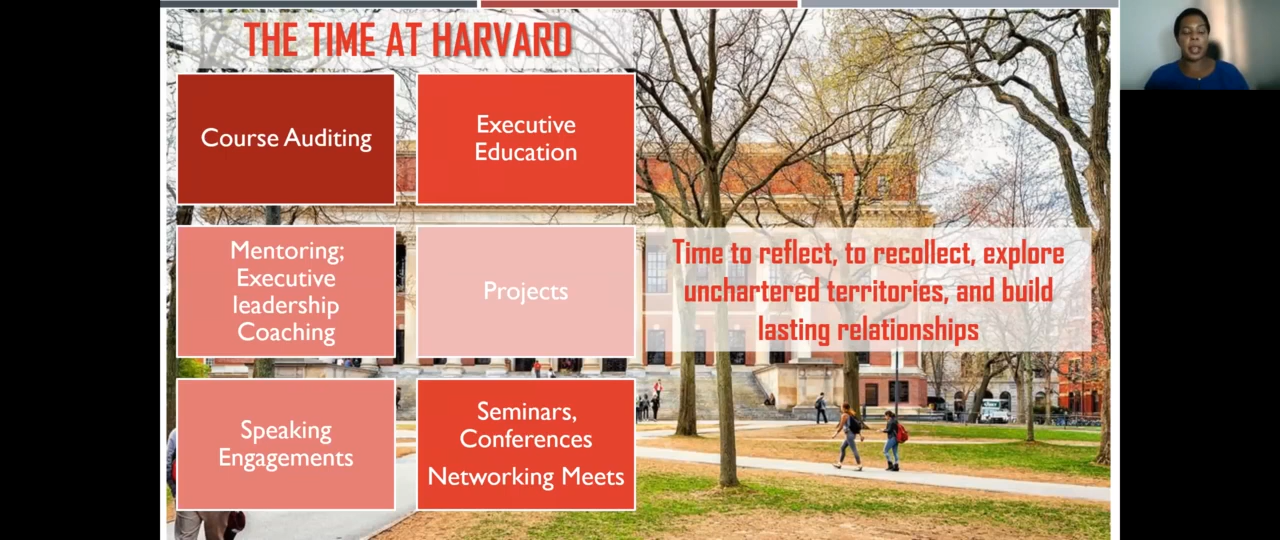 THE TIME AT HARVARD
Course Auditing
Executive
Education
Mentoring;
Executive
leadership
Coaching
Projects
Time to reflect, to recollect, explore
unchartered territories, and build
lasting relationships
Speaking
Engagements
Seminars,
Conferences
Networking Meets